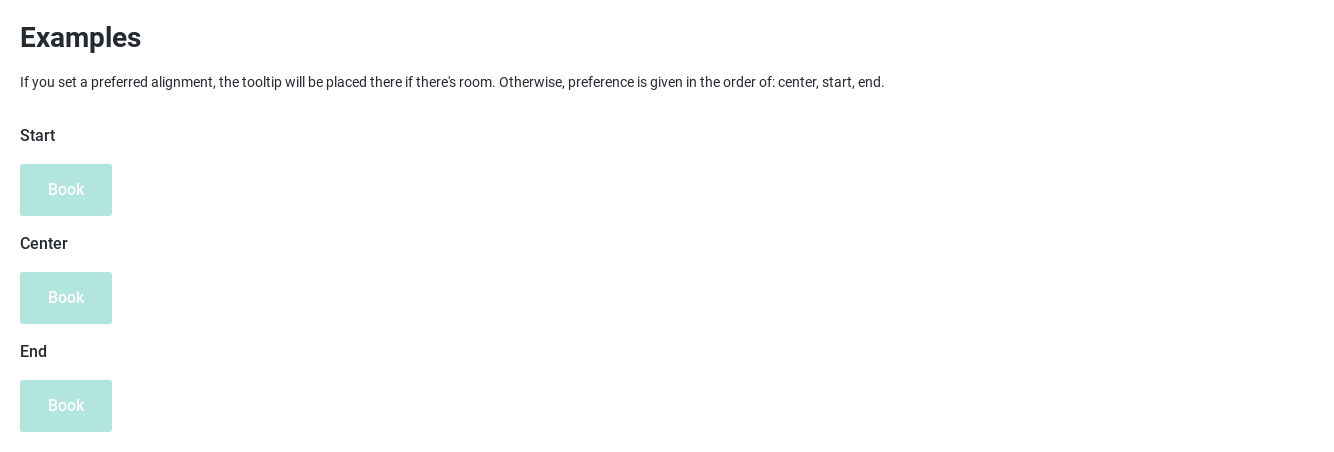 Examples
If you set a preferred alignment, the tooltip will be placed there if there's room. Otherwise, preference is given in the order of: center, start, end.
Start
Book
Center
Book
End
Book